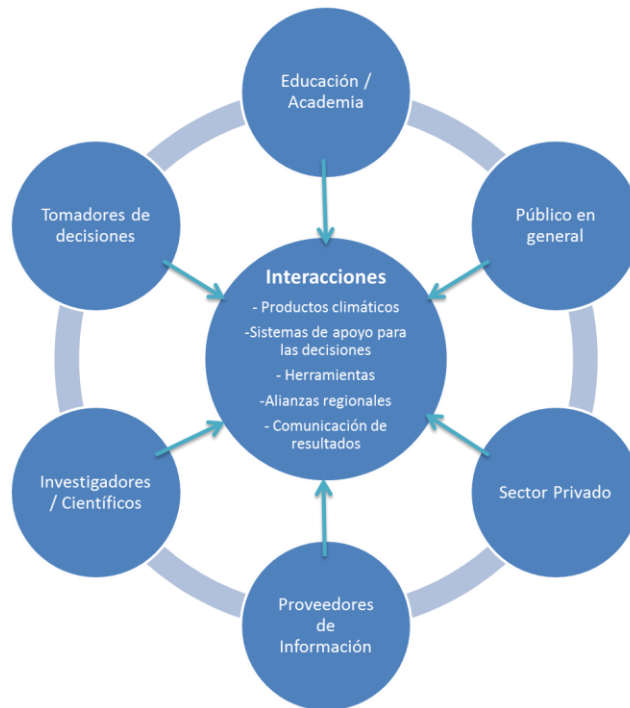 Educación /
Academia
Tomadores de
decisiones
Público en
general
Interacciones
- Productos climáticos
-Sistemas de apoyo para
las decisiones
- Herramientas
-Alianzas regionales
- Comunicación de
resultados
Investigadores
/ Científicos
Sector Privado
Proveedores
de
Información